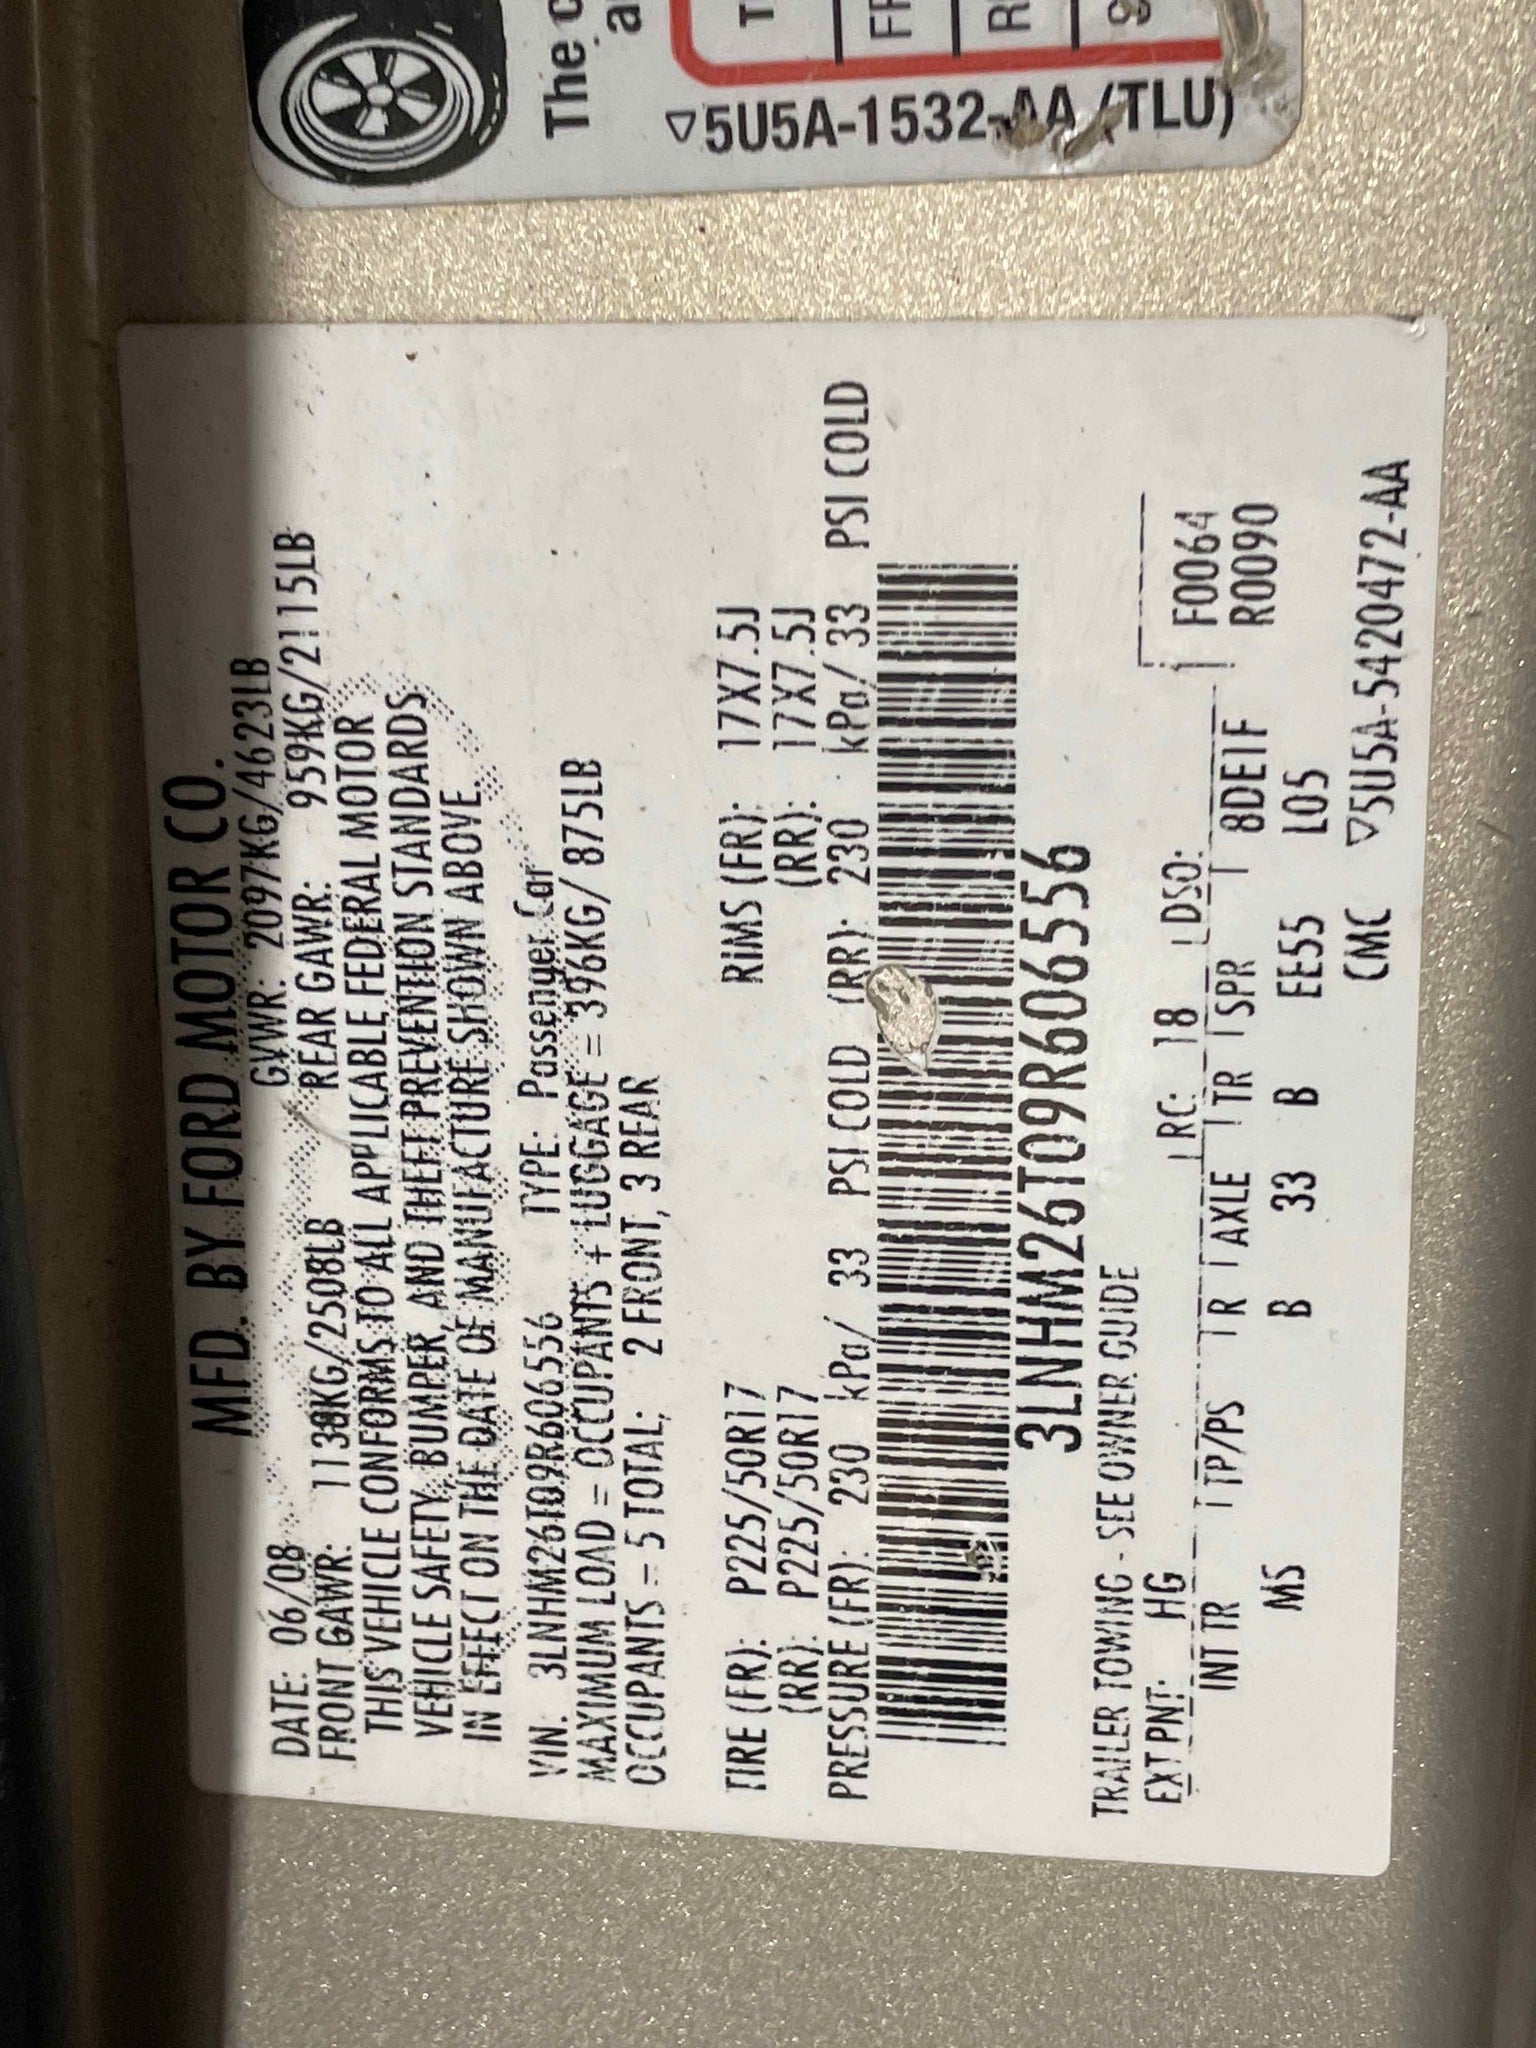 The c
a
T
FR
R
5U5A-1532-AA (TLU)
MFD. BY FORD MOTOR CO.
DATE: 06/08 GVWR: 2097KG/4623LB
FRONT GAWR: 1138KG/2508LB REAR GAWR: 959KG/2115LB
THIS VEHICLE CONFORMS TO ALL APPLICABLE FEDERAL MOTOR
VEHICLE SAFETY, BUMPER, AND THEFT PREVENTION STANDARDS
IN EFFECT ON THE DATE OF MANUFACTURE SHOWN ABOVE.
VIN: 3LNHM26T09R606556 TYPE: Passenger Car
MAXIMUM LOAD = OCCUPANTS + LUGGAGE = 396KG/ 875LB
OCCUPANTS = 5 TOTAL; 2 FRONT, 3 REAR
TIRE (FR): P225/50R17 RIMS (FR): 17X7.5J
(RR): P225/50R17 (RR): 17X7.5J
PRESSURE (FR): 230 kPa/ 33 PSI COLD (RR): 230 kPa/ 33 PSI COLD
3LNHM26T09R606556
TRAILER TOWING - SEE OWNER GUIDE
EXT PNT: HG RC: 18 DSO:
INT TR TP/PS R AXLE TR SPR F0064
MS B 33 B EE55 8DE1F R0090
L05
CMC 5U5A-5420472-AA